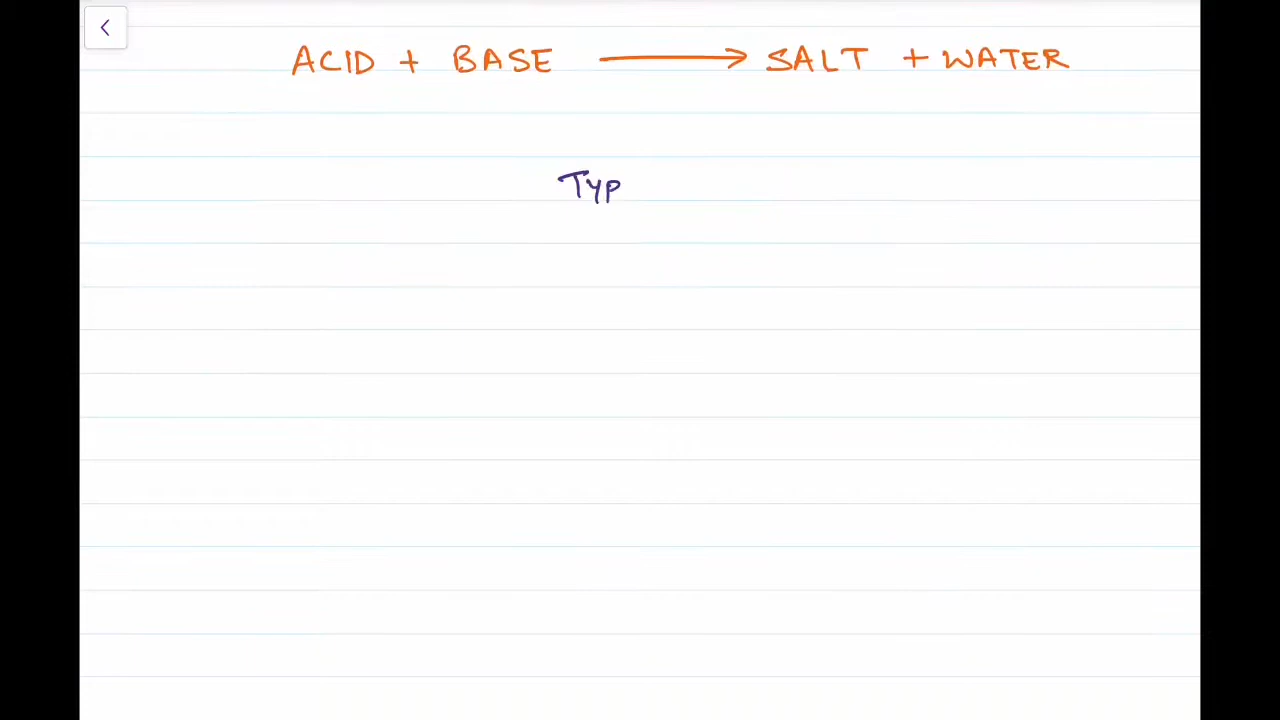 ACID + BASE ⟶ SALT + WATER
Typ